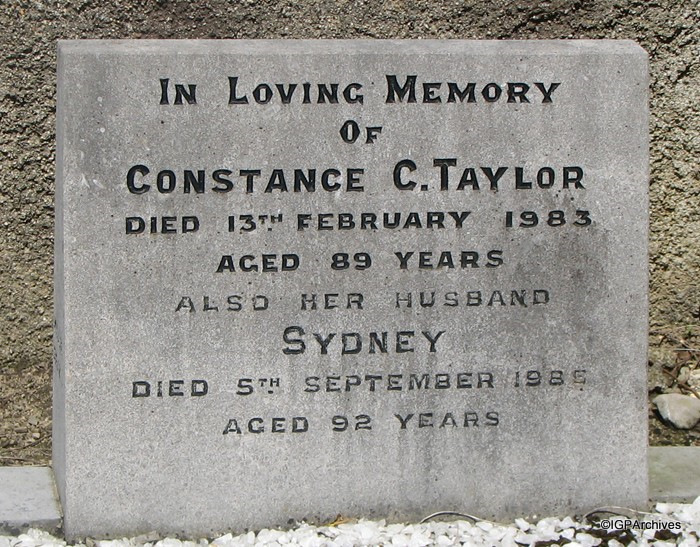 In Loving Memory
Of
Constance C. Taylor
DIED 13TH FEBRUARY 1983
AGED 89 YEARS
ALSO HER HUSBAND
SYDNEY
DIED 5TH SEPTEMBER
AGED 92 YEARS
©IGPArchives